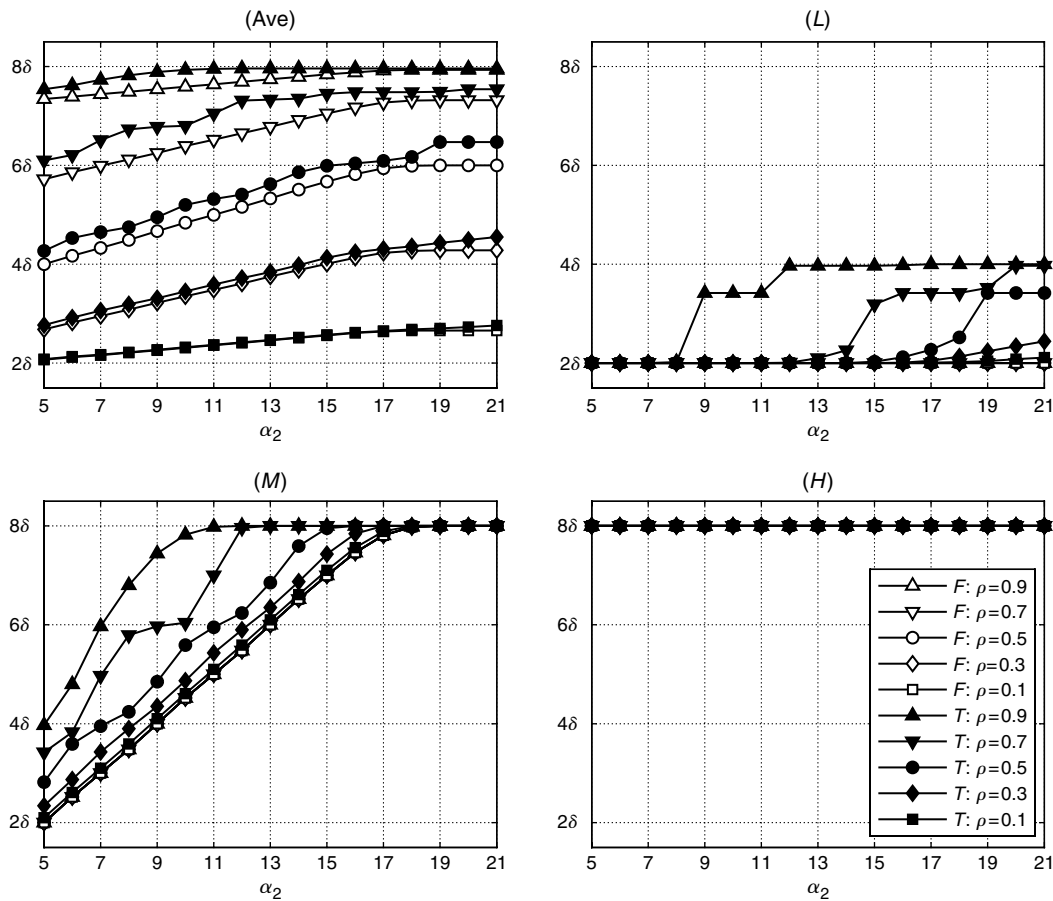 (Ave)
8δ
6δ
4δ
2δ
5 7 9 11 13 15 17 19 21
α2
(L)
8δ
6δ
4δ
2δ
5 7 9 11 13 15 17 19 21
α2
(M)
8δ
6δ
4δ
2δ
5 7 9 11 13 15 17 19 21
α2
(H)
8δ
6δ
4δ
2δ
5 7 9 11 13 15 17 19 21
α2
F: ρ=0.9
F: ρ=0.7
F: ρ=0.5
F: ρ=0.3
F: ρ=0.1
T: ρ=0.9
T: ρ=0.7
T: ρ=0.5
T: ρ=0.3
T: ρ=0.1